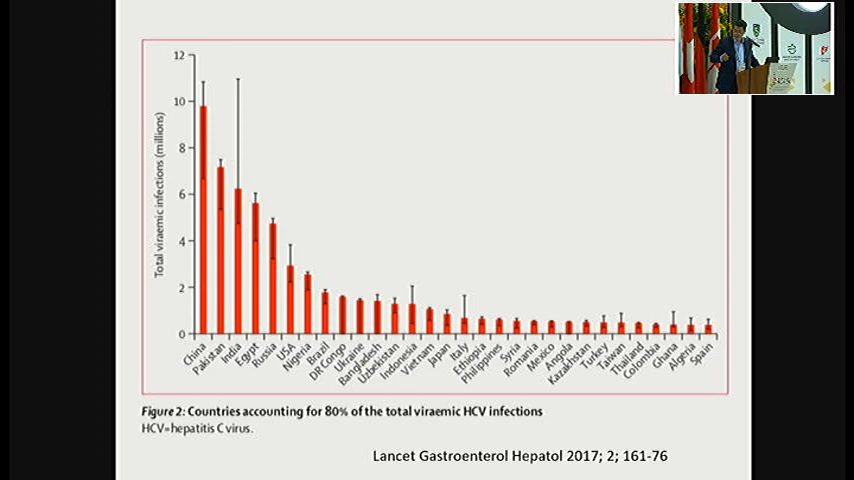 Total viraemic infections (millions)
12
10
8
6
4
2
0
China
Pakistan
India
Egypt
Russia
USA
Nigeria
Brazil
DR Congo
Ukraine
Bangladesh
Uzbekistan
Indonesia
Vietnam
Japan
Italy
Ethiopia
Philippines
Syria
Romania
Mexico
Angola
Kazakhstan
Turkey
Taiwan
Thailand
Colombia
Ghana
Algeria
Spain
Figure 2: Countries accounting for 80% of the total viraemic HCV infections
HCV=hepatitis C virus.
Lancet Gastroenterol Hepatol 2017; 2; 161-76